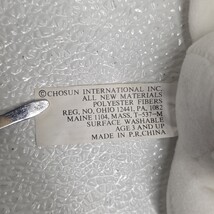 ©CHOSUN INTERNATIONAL INC.
ALL NEW MATERIALS
POLYESTER FIBERS
REG. NO. OHIO 12441, PA. 1082
MAINE 1104, MASS, T-537-M
SURFACE WASHABLE
AGE 3 AND UP
MADE IN P.R,CHINA